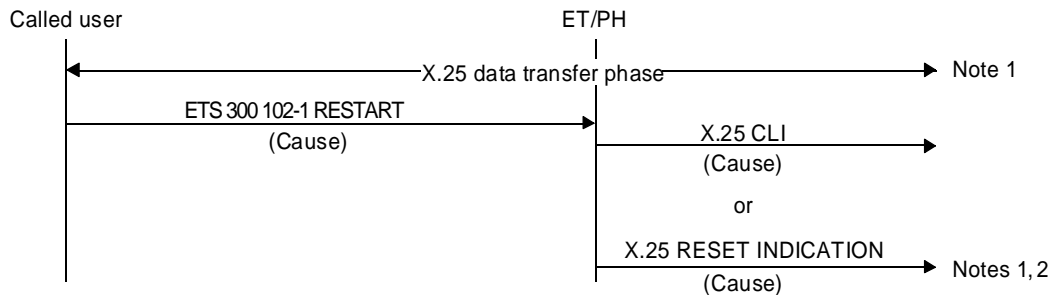 Called user ET/PH
X.25 data transfer phase Note 1
ETS 300 102-1 RESTART
(Cause)
X.25 CLI
(Cause)
or
X.25 RESET INDICATION Notes 1, 2
(Cause)